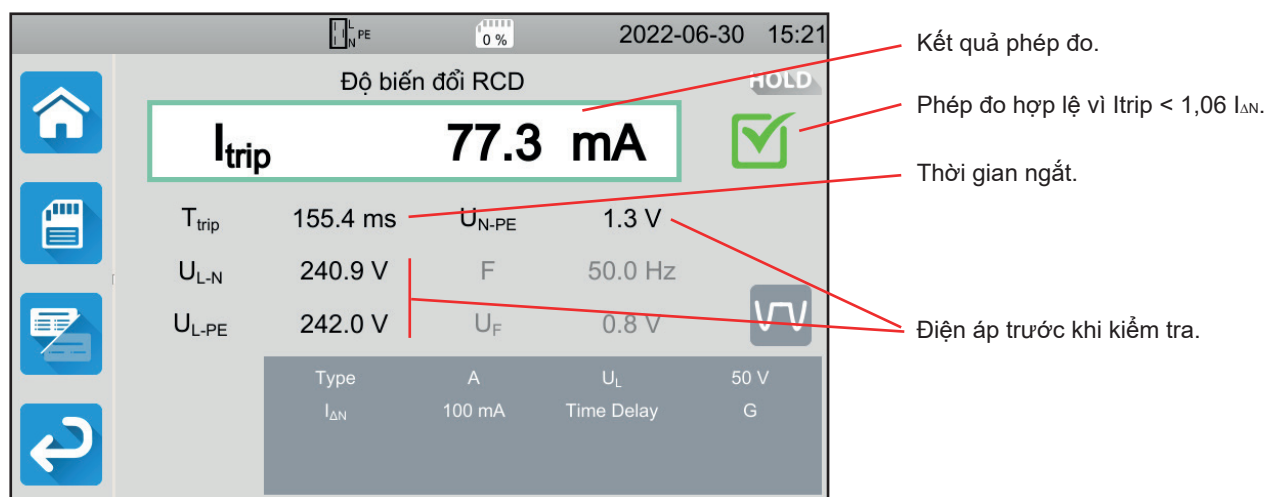 L
N PE 0 % 2022-06-30 15:21
Độ biến đổi RCD HOLD
Itrip 77.3 mA
Ttrip 155.4 ms UN-PE 1.3 V
UL-N 240.9 V F 50.0 Hz
UL-PE 242.0 V UF 0.8 V
Type A UL 50 V
IΔN 100 mA Time Delay G
Kết quả phép đo.
Phép đo hợp lệ vì Itrip < 1,06 IΔN.
Thời gian ngắt.
Điện áp trước khi kiểm tra.